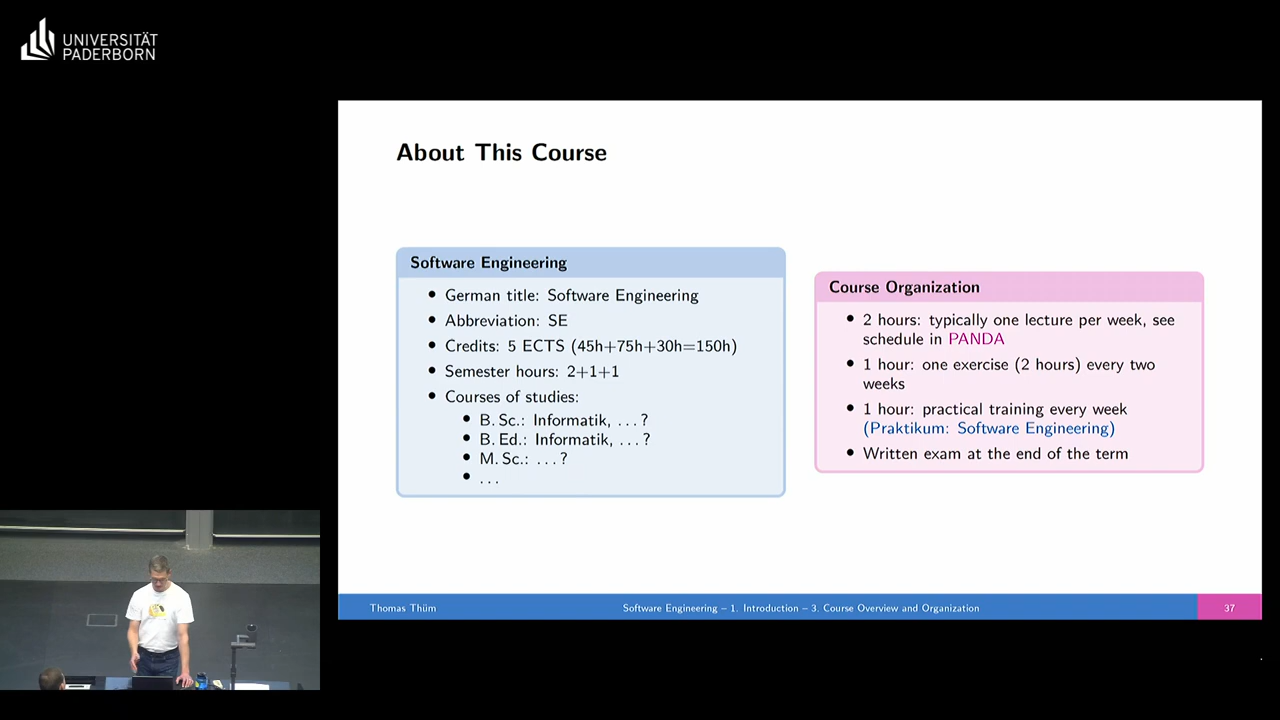 UNIVERSITÄT
PADERBORN
About This Course
Software Engineering
• German title: Software Engineering
• Abbreviation: SE
• Credits: 5 ECTS (45h+75h+30h=150h)
• Semester hours: 2+1+1
• Courses of studies:
• B. Sc.: Informatik, . . . ?
• B. Ed.: Informatik, . . . ?
• M. Sc.: . . . ?
• . . .
Course Organization
• 2 hours: typically one lecture per week, see
schedule in PANDA
• 1 hour: one exercise (2 hours) every two
weeks
• 1 hour: practical training every week
(Praktikum: Software Engineering)
• Written exam at the end of the term
Thomas Thüm
Software Engineering – 1. Introduction – 3. Course Overview and Organization
37